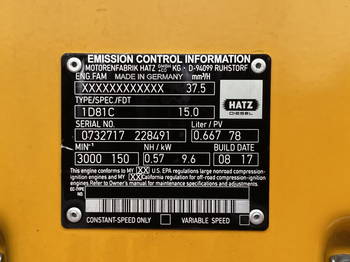 EMISSION CONTROL INFORMATION
MOTORENFABRIK HATZ GMBH+CO KG · D-94099 RUHSTORF
ENG.FAM MADE IN GERMANY mm³/H
XXXXXXXXXXXX 37.5
TYPE/SPEC/FDT
1D81C 15.0 HATZ
DIESEL
SERIAL NO Liter / PV
0732717 228491 0.667 78
MIN⁻¹ NH / kW BUILD DATE
3000 150 0.57 9.6 08 17
This engine conforms to MY XX U.S. EPA regulations large nonroad compression-
ignition engines and MY XX California regulation for off-road compression-ignition
engines. Refer to Owner's manual for maintenance specifications and adjustments.
EC-TYPE
NO.
CONSTANT-SPEED ONLY VARIABLE SPEED